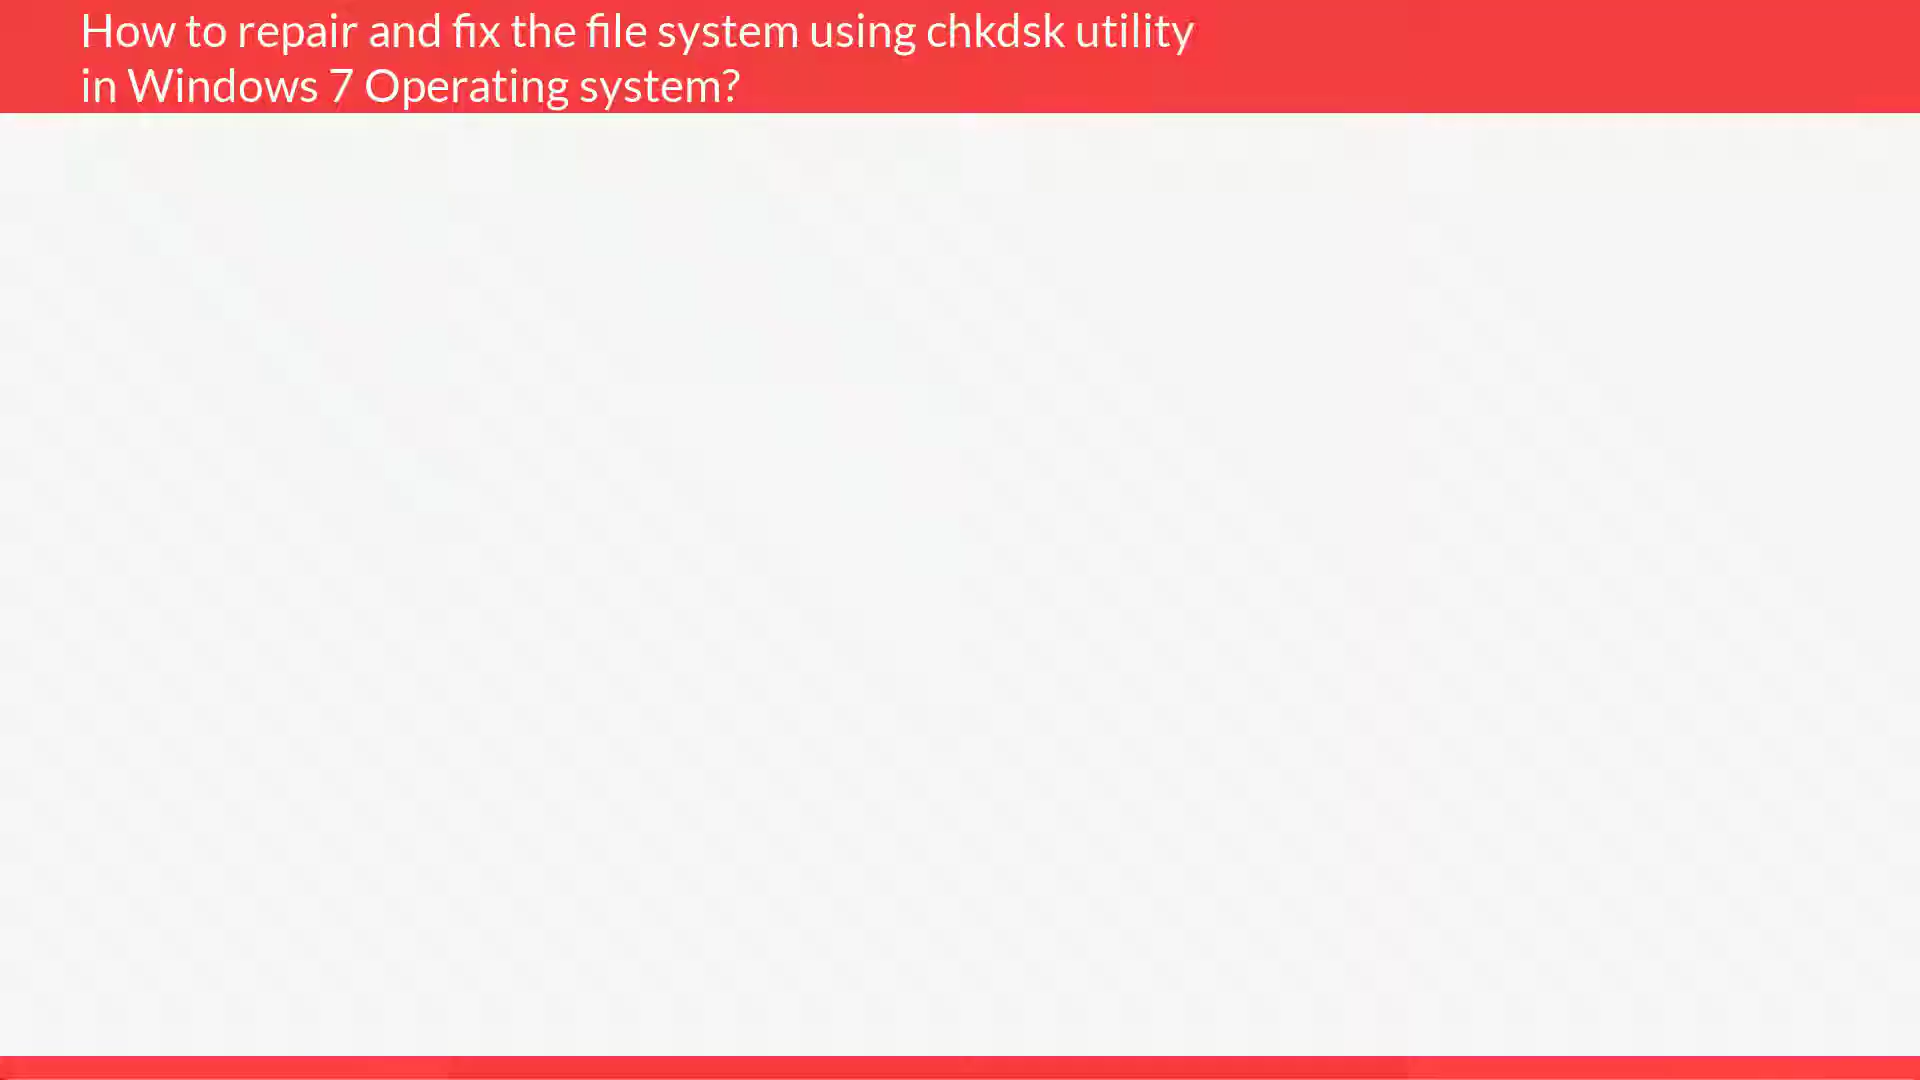 How to repair and fix the file system using chkdsk utility
in Windows 7 Operating system?